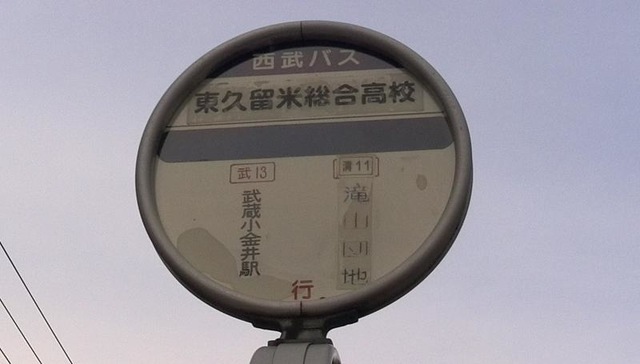 西武バス
東久留米総合高校
武13
武蔵小金井駅
溝11
滝山団地
行